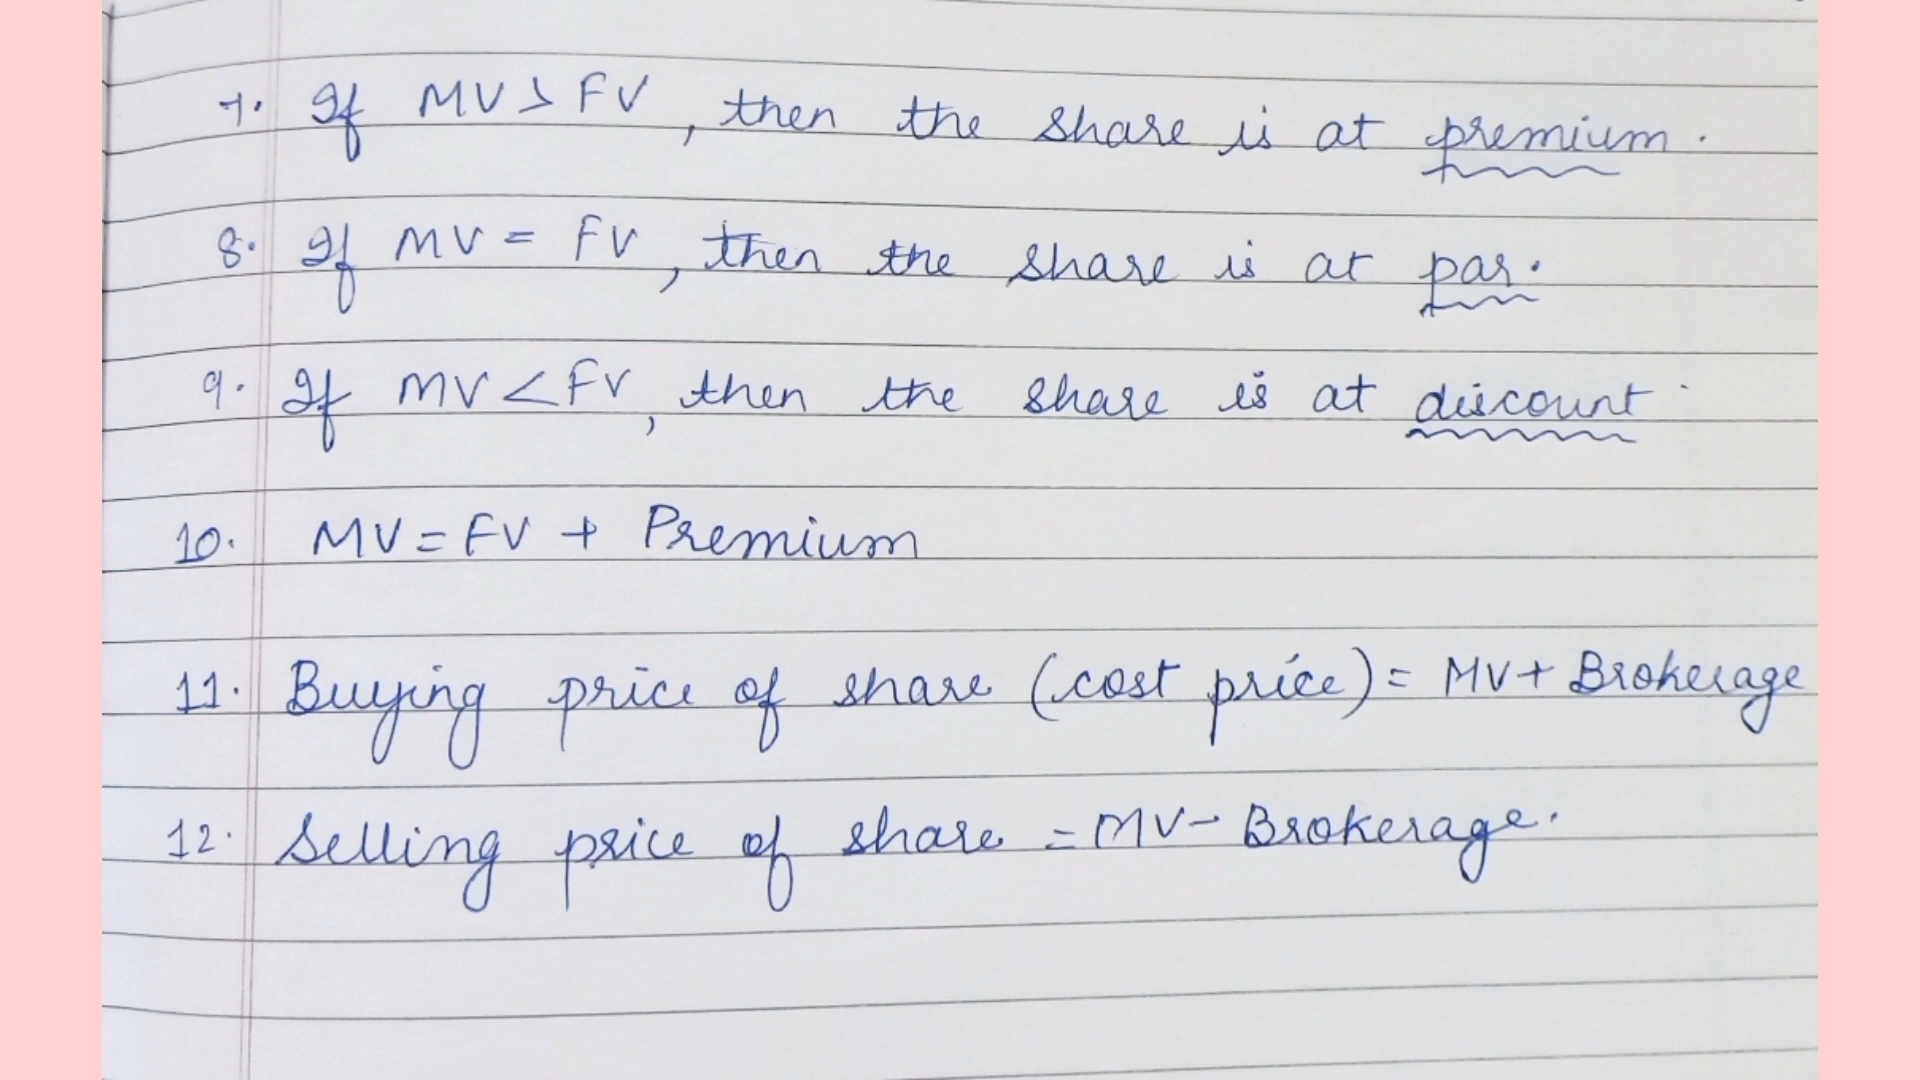 7. If MV > FV, then the share is at premium.
8. If MV = FV, then the share is at par.
9. If MV < FV, then the share is at discount.
10. MV = FV + Premium
11. Buying price of share (cost price) = MV + Brokerage
12. Selling price of share = MV - Brokerage.